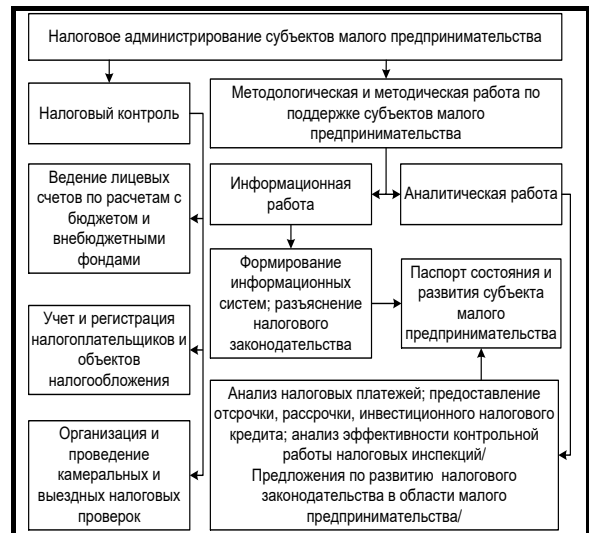 Налоговое администрирование субъектов малого предпринимательства
Налоговый контроль
Методологическая и методическая работа по
поддержке субъектов малого
предпринимательства
Ведение лицевых
счетов по расчетам с
бюджетом и
внебюджетными
фондами
Информационная
работа
Аналитическая работа
Формирование
информационных
систем; разъяснение
налогового
законодательства
Паспорт состояния и
развития субъекта
малого
предпринимательства
Учет и регистрация
налогоплательщиков и
объектов
налогообложения
Анализ налоговых платежей; предоставление
отсрочки, рассрочки, инвестиционного налогового
кредита; анализ эффективности контрольной
работы налоговых инспекций/
Предложения по развитию налогового
законодательства в области малого
предпринимательства/
Организация и
проведение
камеральных и
выездных налоговых
проверок